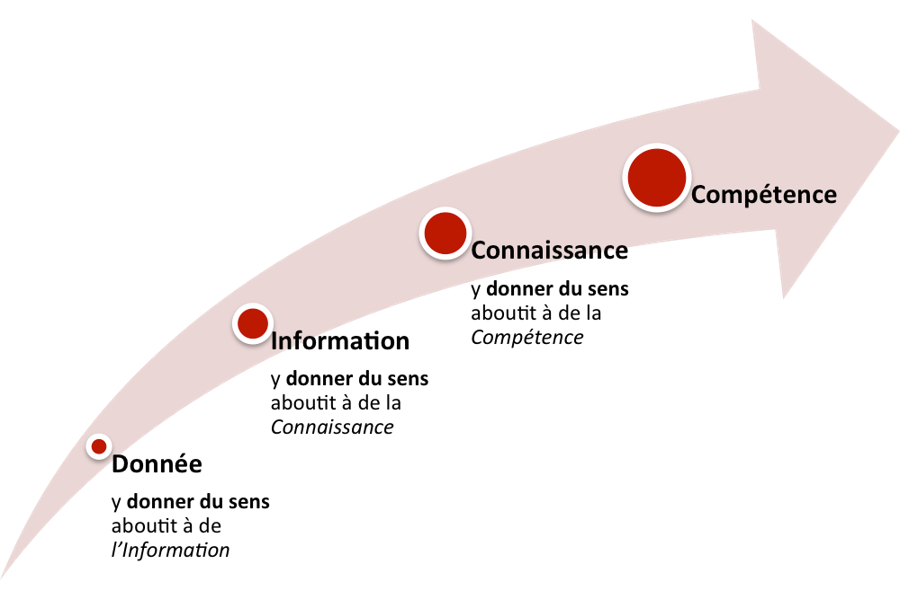 Compétence
Connaissance
y donner du sens
aboutit à de la
Compétence
Information
y donner du sens
aboutit à de la
Connaissance
Donnée
y donner du sens
aboutit à de
l’Information